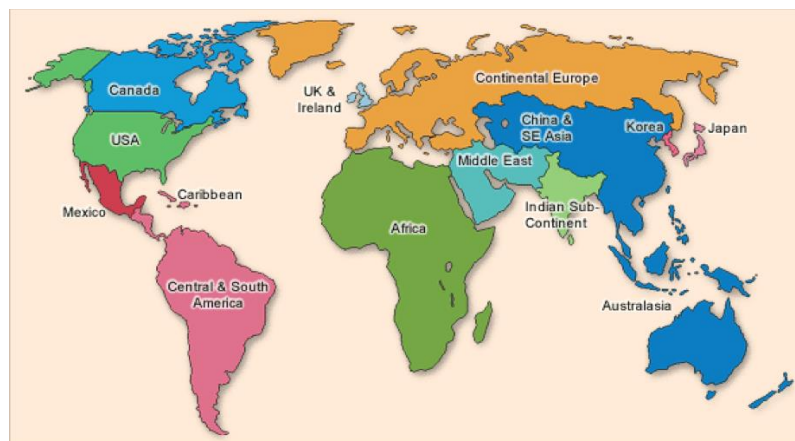 Canada
UK &
Ireland
Continental Europe
USA
China &
SE Asia
Korea
Japan
Middle East
Mexico
Caribbean
Indian Sub-
Continent
Africa
Central & South
America
Australasia